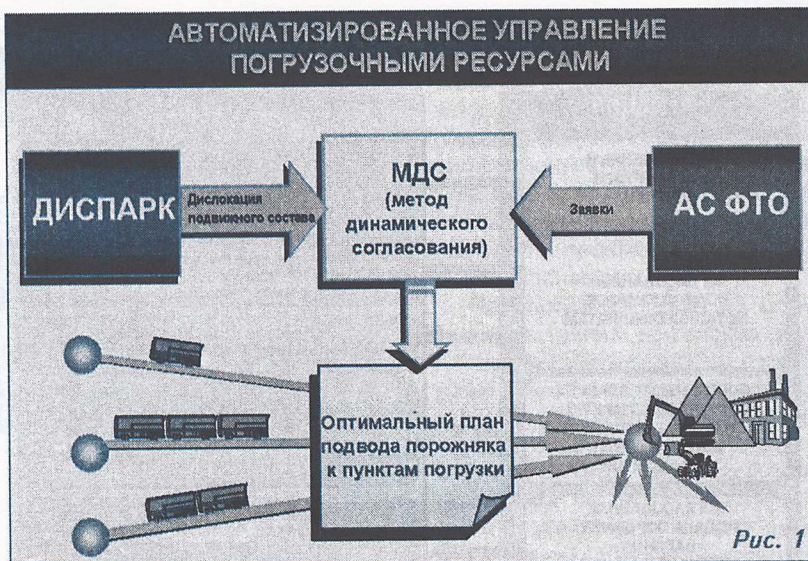 АВТОМАТИЗИРОВАННОЕ УПРАВЛЕНИЕ
ПОГРУЗОЧНЫМИ РЕСУРСАМИ
ДИСПАРК
Дислокация
подвижного состава
МДС
(метод
динамического
согласования)
Заявки
АС ФТО
Оптимальный план
подвода порожняка
к пунктам погрузки
Рис. 1